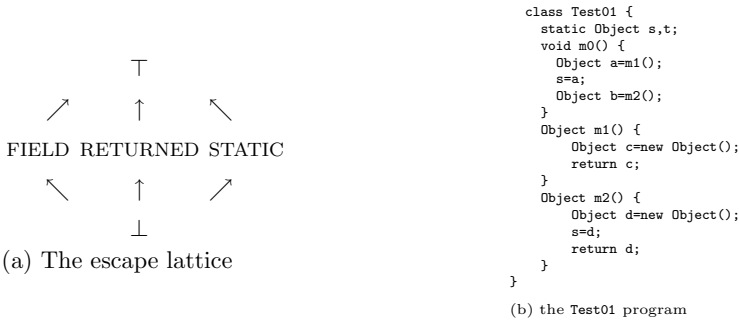 ⊤
↗ ↑ ↖
FIELD RETURNED STATIC
↖ ↑ ↗
⊥
(a) The escape lattice
class Test01 {
static Object s,t;
void m0() {
Object a=m1();
s=a;
Object b=m2();
}
Object m1() {
Object c=new Object();
return c;
}
Object m2() {
Object d=new Object();
s=d;
return d;
}
}
(b) the Test01 program